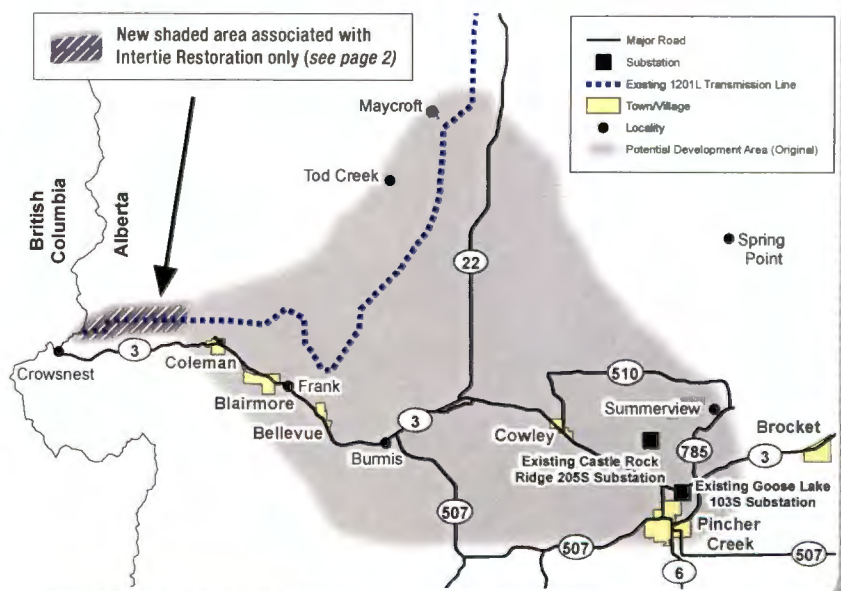 New shaded area associated with
Intertie Restoration only (see page 2)
Major Road
Substation
Existing 1201L Transmission Line
Town/Village
Locality
Potential Development Area (Original)
Maycroft
Tod Creek
British
Columbia
Alberta
Spring
Point
22
3
Crowsnest
Coleman
Blairmore
Frank
Bellevue
Burmis
3
Cowley
510
Summerview
Brocket
785
3
Existing Castle Rock
Ridge 205S Substation
Existing Goose Lake
103S Substation
Pincher
Creek
507
507
507
6